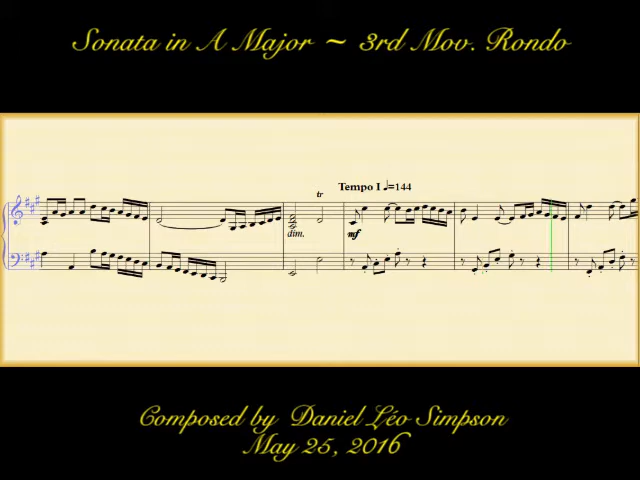 Sonata in A Major ~ 3rd Mov. Rondo
Tempo I ♩=144
tr
dim.
mf
Composed by Daniel Léo Simpson
May 25, 2016